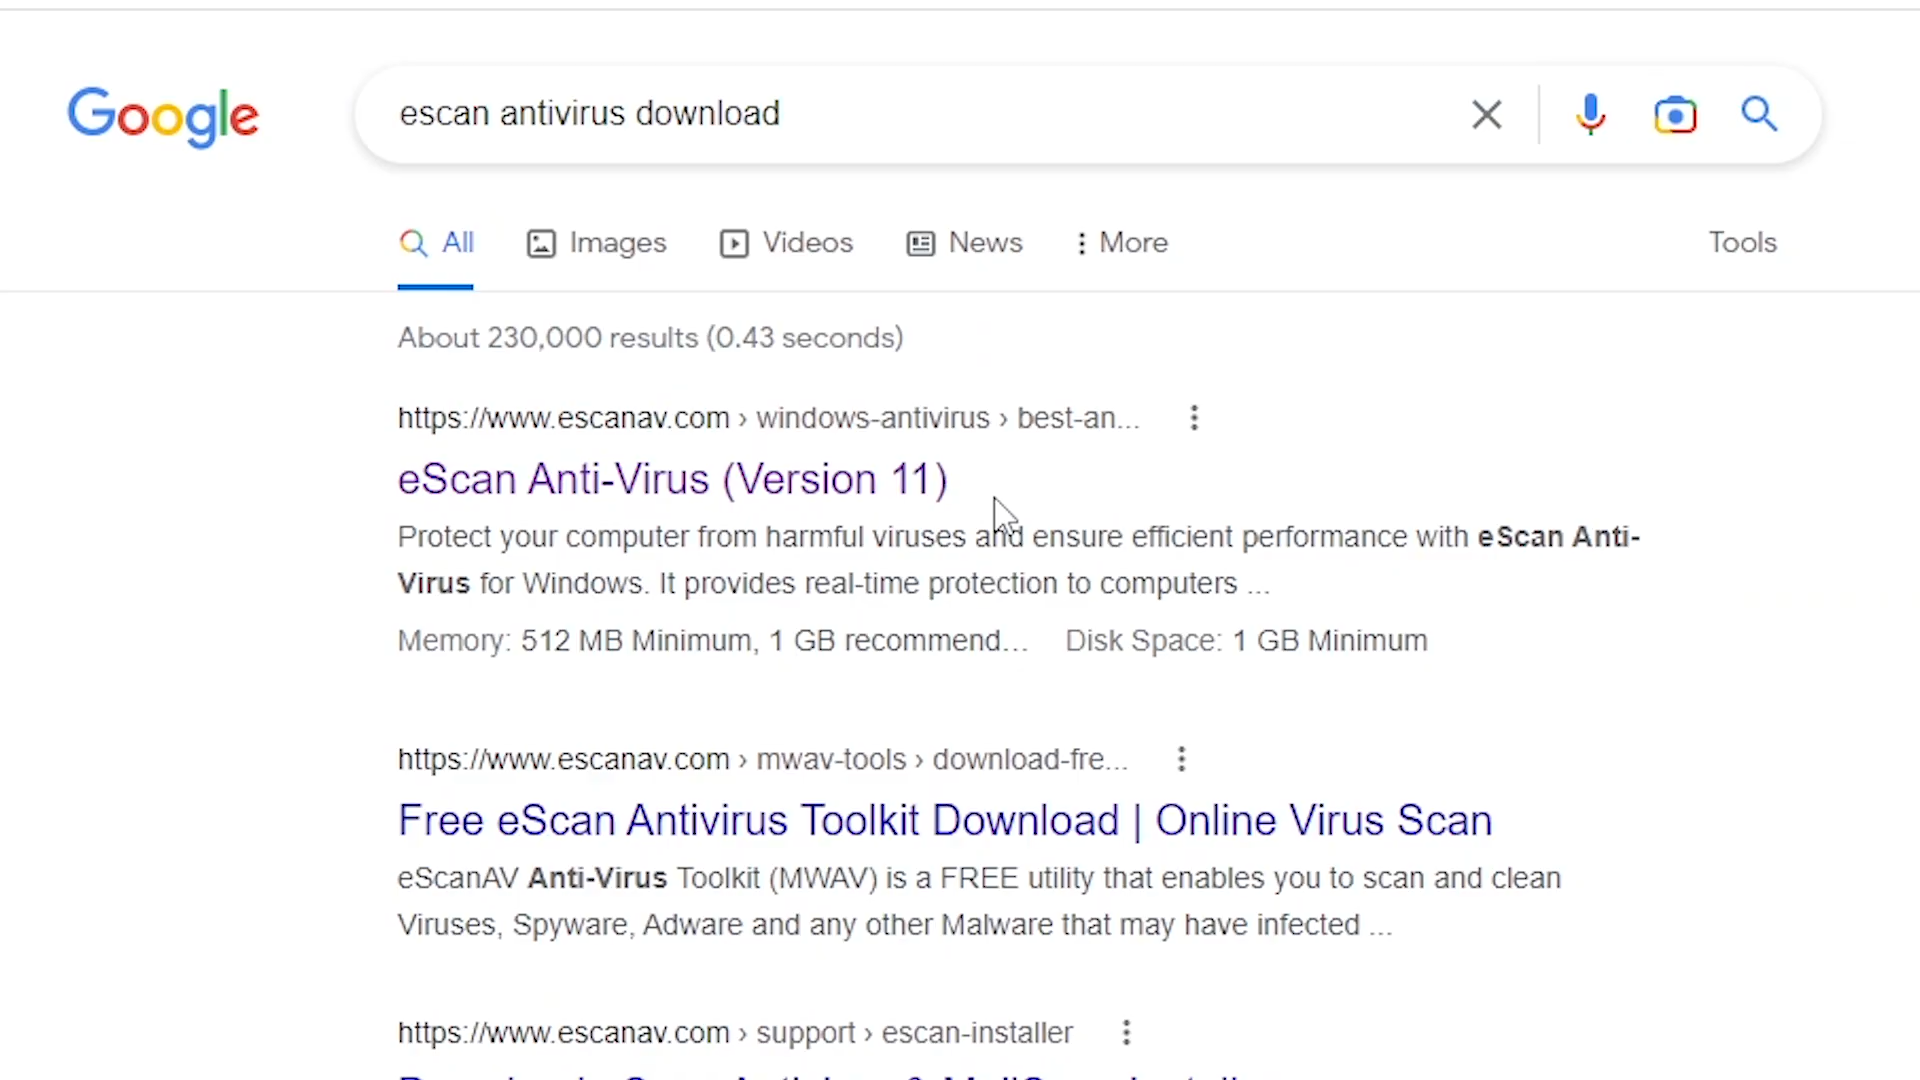 Google
escan antivirus download
All Images Videos News More Tools
About 230,000 results (0.43 seconds)
https://www.escanav.com › windows-antivirus › best-an...
eScan Anti-Virus (Version 11)
Protect your computer from harmful viruses and ensure efficient performance with eScan Anti-
Virus for Windows. It provides real-time protection to computers ...
Memory: 512 MB Minimum, 1 GB recommend... Disk Space: 1 GB Minimum
https://www.escanav.com › mwav-tools › download-fre...
Free eScan Antivirus Toolkit Download | Online Virus Scan
eScanAV Anti-Virus Toolkit (MWAV) is a FREE utility that enables you to scan and clean
Viruses, Spyware, Adware and any other Malware that may have infected ...
https://www.escanav.com › support › escan-installer